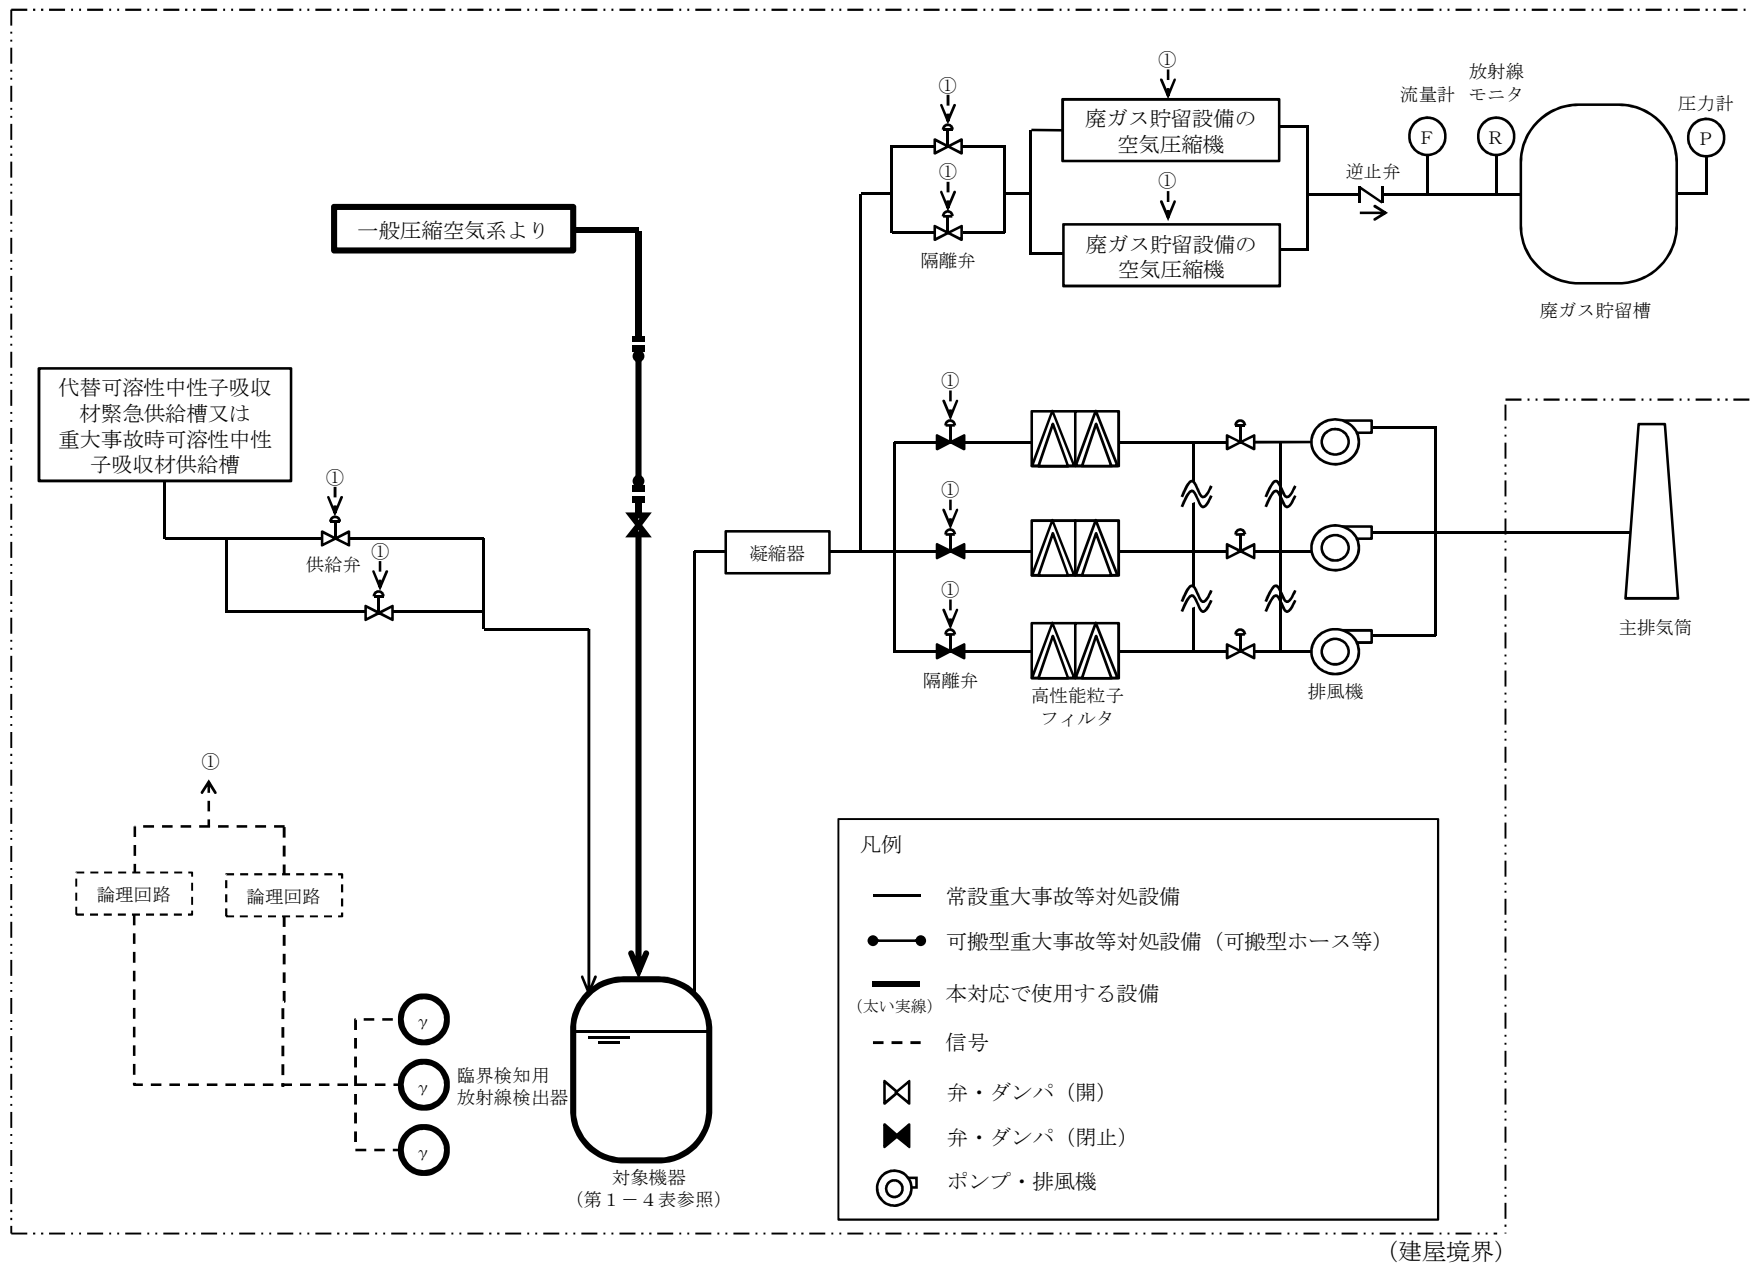 ①
①
①
①
廃ガス貯留設備の
空気圧縮機
廃ガス貯留設備の
空気圧縮機
隔離弁
逆止弁
流量計
放射線
モニタ
圧力計
F
R
P
廃ガス貯留槽
一般圧縮空気系より
代替可溶性中性子吸収
材緊急供給槽又は
重大事故時可溶性中性
子吸収材供給槽
①
供給弁
①
凝縮器
①
①
①
隔離弁
高性能粒子
フィルタ
排風機
主排気筒
①
論理回路
論理回路
γ
γ
γ
臨界検知用
放射線検出器
対象機器
（第１－４表参照）
凡例
常設重大事故等対処設備
可搬型重大事故等対処設備（可搬型ホース等）
本対応で使用する設備
（太い実線）
信号
弁・ダンパ（開）
弁・ダンパ（閉止）
ポンプ・排風機
（建屋境界）